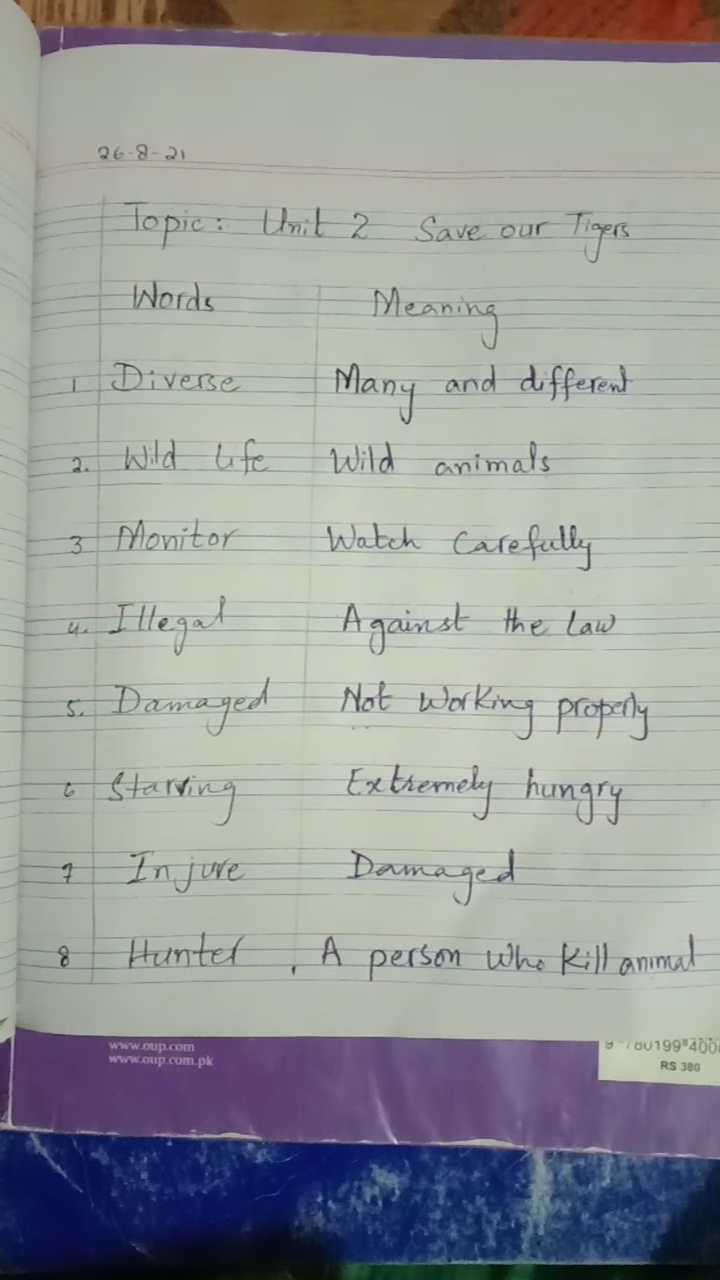 26-8-21
Topic: Unit 2 Save our Tigers
Words Meaning
1 Diverse Many and different
2. Wild Life Wild animals
3 Monitor Watch Carefully
4. Illegal Against the Law
5. Damaged Not Working properly
6 Starving Extremely hungry
7 Injure Damaged
8 Hunter, A person who kill animal
www.oup.com
www.oup.com.pk
RS 380